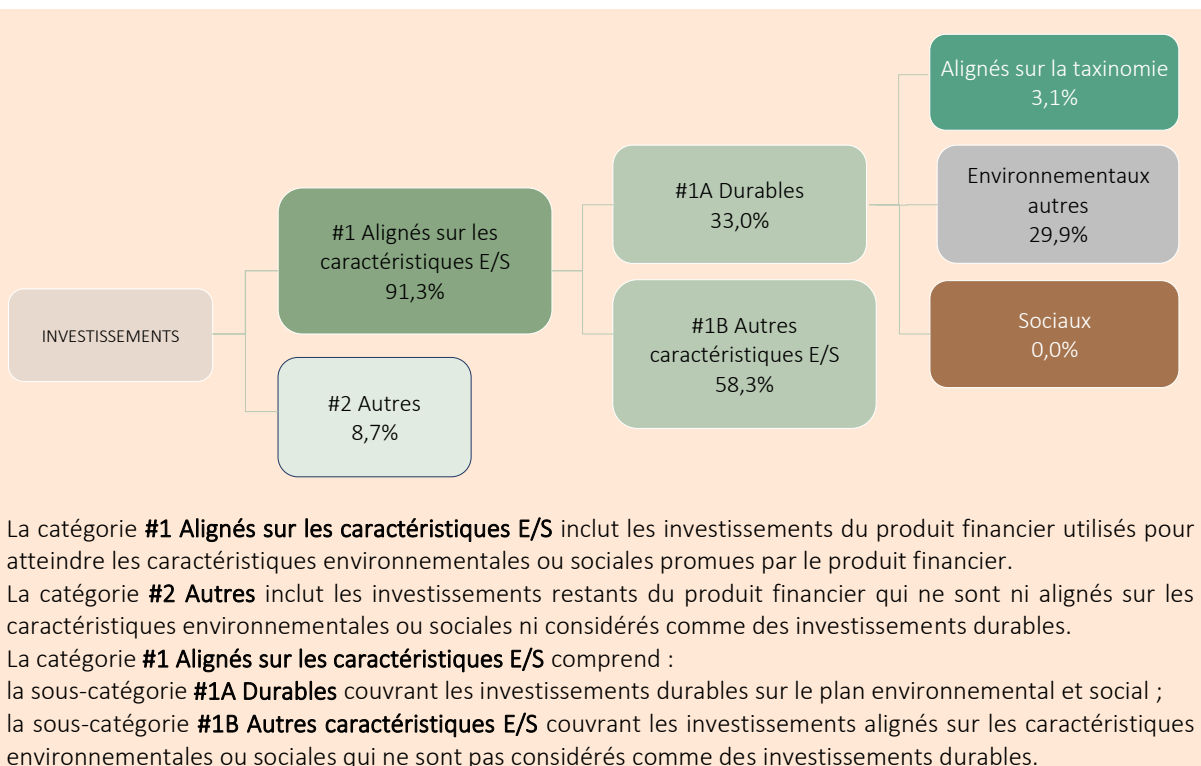 INVESTISSEMENTS
#1 Alignés sur les
caractéristiques E/S
91,3%
#2 Autres
8,7%
#1A Durables
33,0%
#1B Autres
caractéristiques E/S
58,3%
Alignés sur la taxinomie
3,1%
Environnementaux
autres
29,9%
Sociaux
0,0%
La catégorie #1 Alignés sur les caractéristiques E/S inclut les investissements du produit financier utilisés pour
atteindre les caractéristiques environnementales ou sociales promues par le produit financier.
La catégorie #2 Autres inclut les investissements restants du produit financier qui ne sont ni alignés sur les
caractéristiques environnementales ou sociales ni considérés comme des investissements durables.
La catégorie #1 Alignés sur les caractéristiques E/S comprend :
la sous-catégorie #1A Durables couvrant les investissements durables sur le plan environnemental et social ;
la sous-catégorie #1B Autres caractéristiques E/S couvrant les investissements alignés sur les caractéristiques
environnementales ou sociales qui ne sont pas considérés comme des investissements durables.